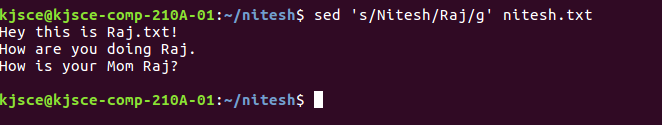 kjsce@kjsce-comp-210A-01:~/nitesh$ sed 's/Nitesh/Raj/g' nitesh.txt
Hey this is Raj.txt!
How are you doing Raj.
How is your Mom Raj?
kjsce@kjsce-comp-210A-01:~/nitesh$